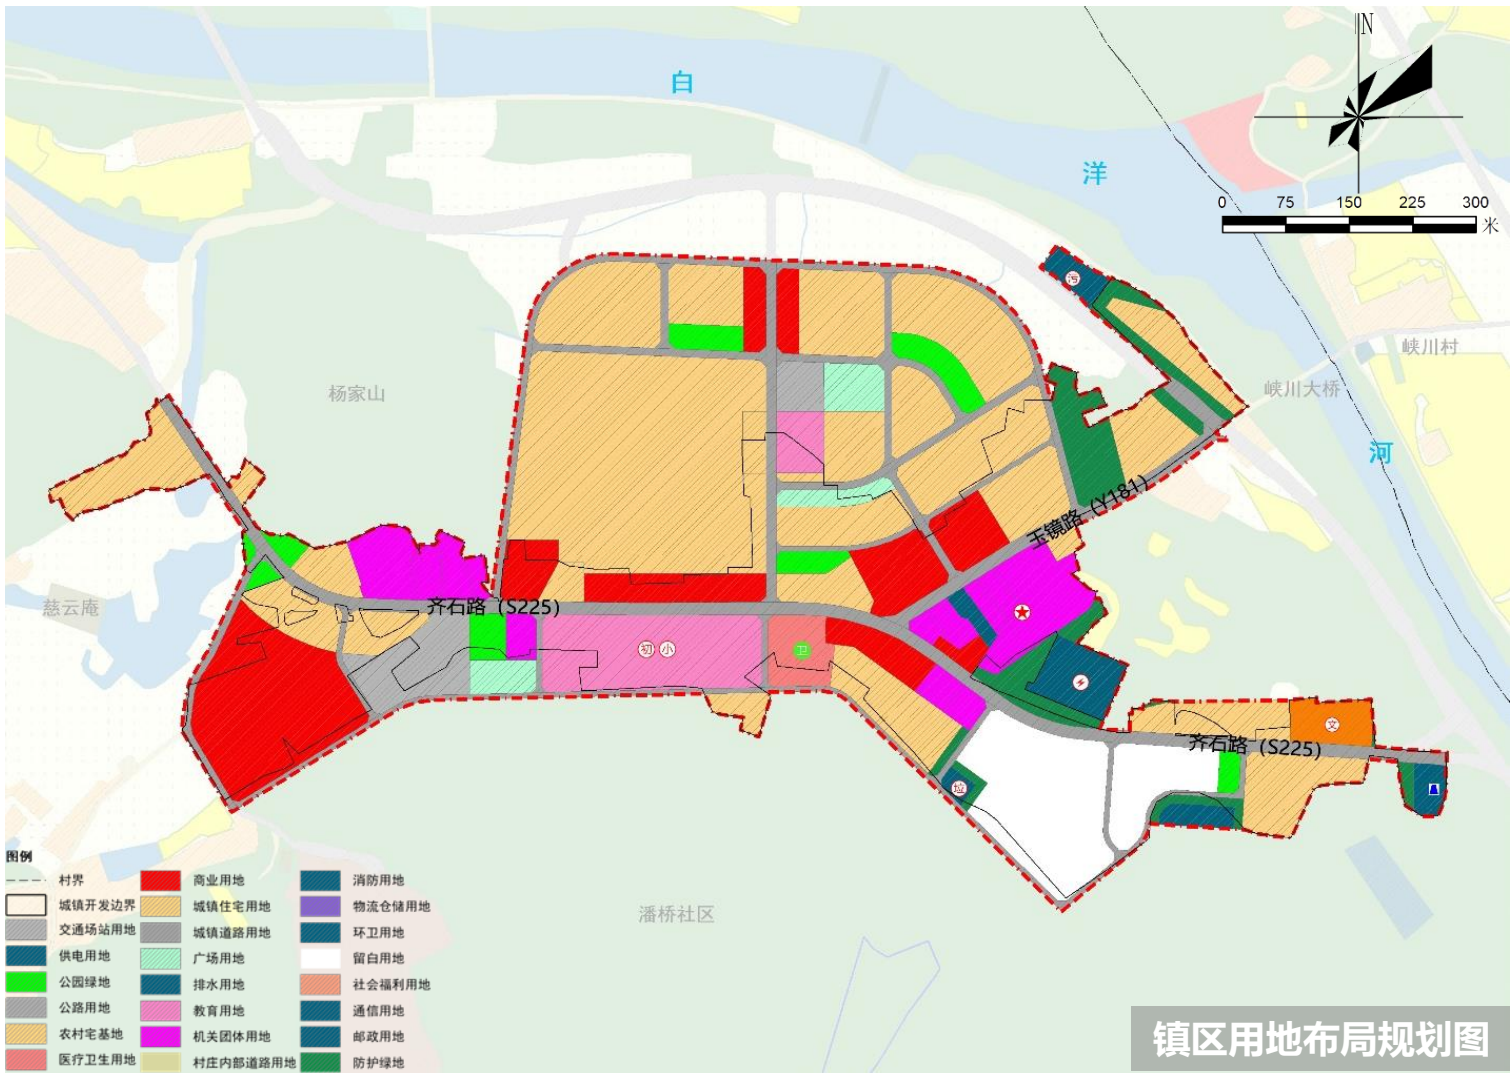 N
白
洋
0 75 150 225 300
米
污
峡川村
峡川大桥
杨家山
河
玉镜路（Y181）
慈云庵
齐石路（S225）
初 小
卫
文
齐石路（S225）
垃
潘桥社区
图例
村界
商业用地
消防用地
城镇开发边界
城镇住宅用地
物流仓储用地
交通场站用地
城镇道路用地
环卫用地
供电用地
广场用地
留白用地
公园绿地
排水用地
社会福利用地
公路用地
教育用地
通信用地
农村宅基地
机关团体用地
邮政用地
医疗卫生用地
村庄内部道路用地
防护绿地
镇区用地布局规划图